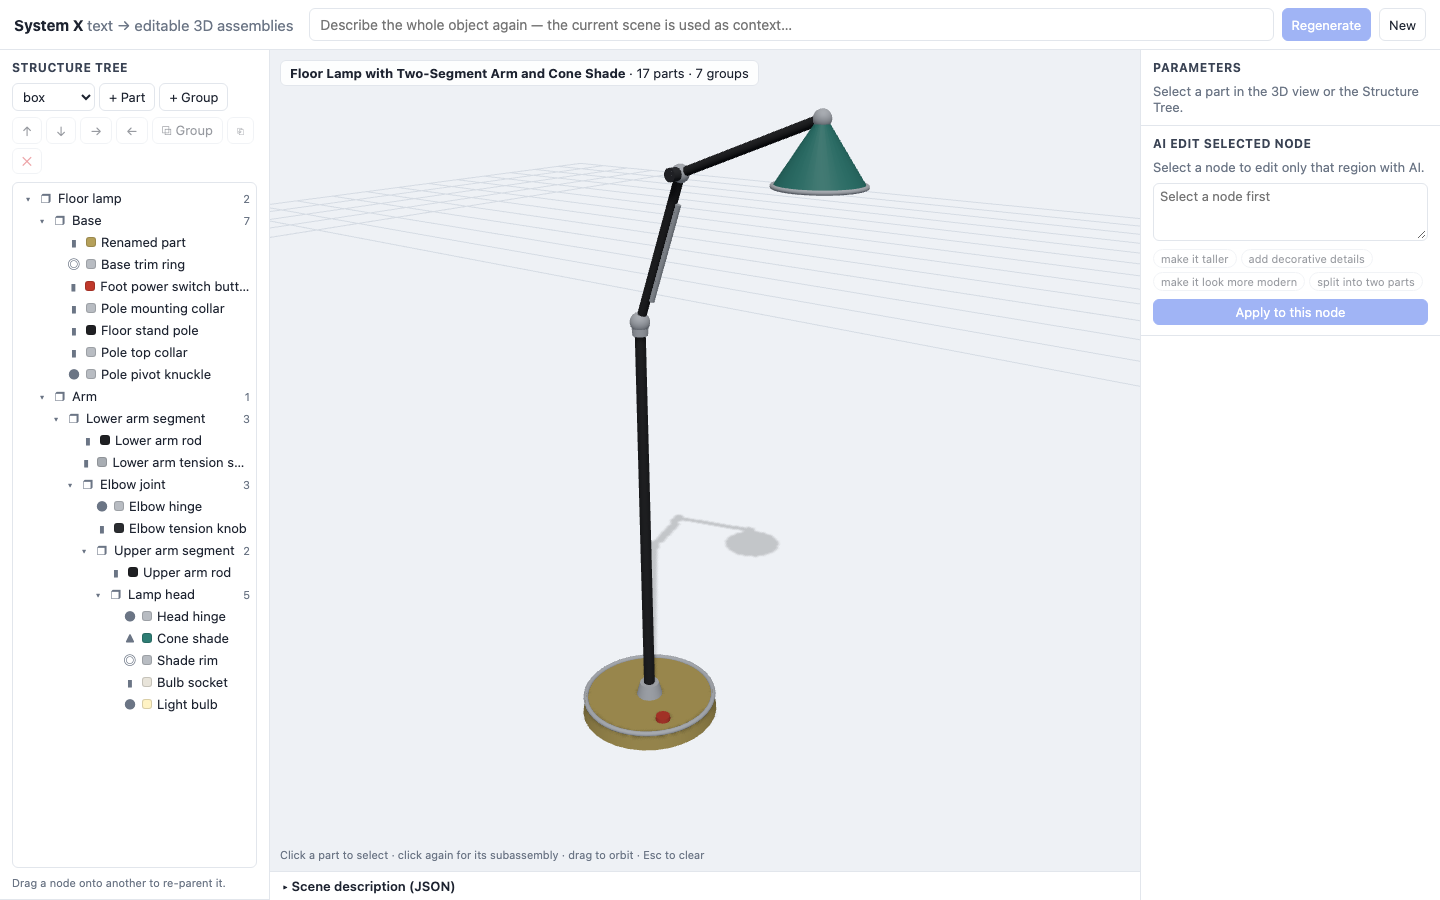 System X text → editable 3D assemblies
Describe the whole object again — the current scene is used as context...
Regenerate
New
STRUCTURE TREE
box
+ Part
+ Group
↑
↓
→
←
Group
Floor lamp 2
Base 7
Renamed part
Base trim ring
Foot power switch butt...
Pole mounting collar
Floor stand pole
Pole top collar
Pole pivot knuckle
Arm 1
Lower arm segment 3
Lower arm rod
Lower arm tension s...
Elbow joint 3
Elbow hinge
Elbow tension knob
Upper arm segment 2
Upper arm rod
Lamp head 5
Head hinge
Cone shade
Shade rim
Bulb socket
Light bulb
Drag a node onto another to re-parent it.
Floor Lamp with Two-Segment Arm and Cone Shade · 17 parts · 7 groups
Click a part to select · click again for its subassembly · drag to orbit · Esc to clear
Scene description (JSON)
PARAMETERS
Select a part in the 3D view or the Structure
Tree.
AI EDIT SELECTED NODE
Select a node to edit only that region with AI.
Select a node first
make it taller
add decorative details
make it look more modern
split into two parts
Apply to this node